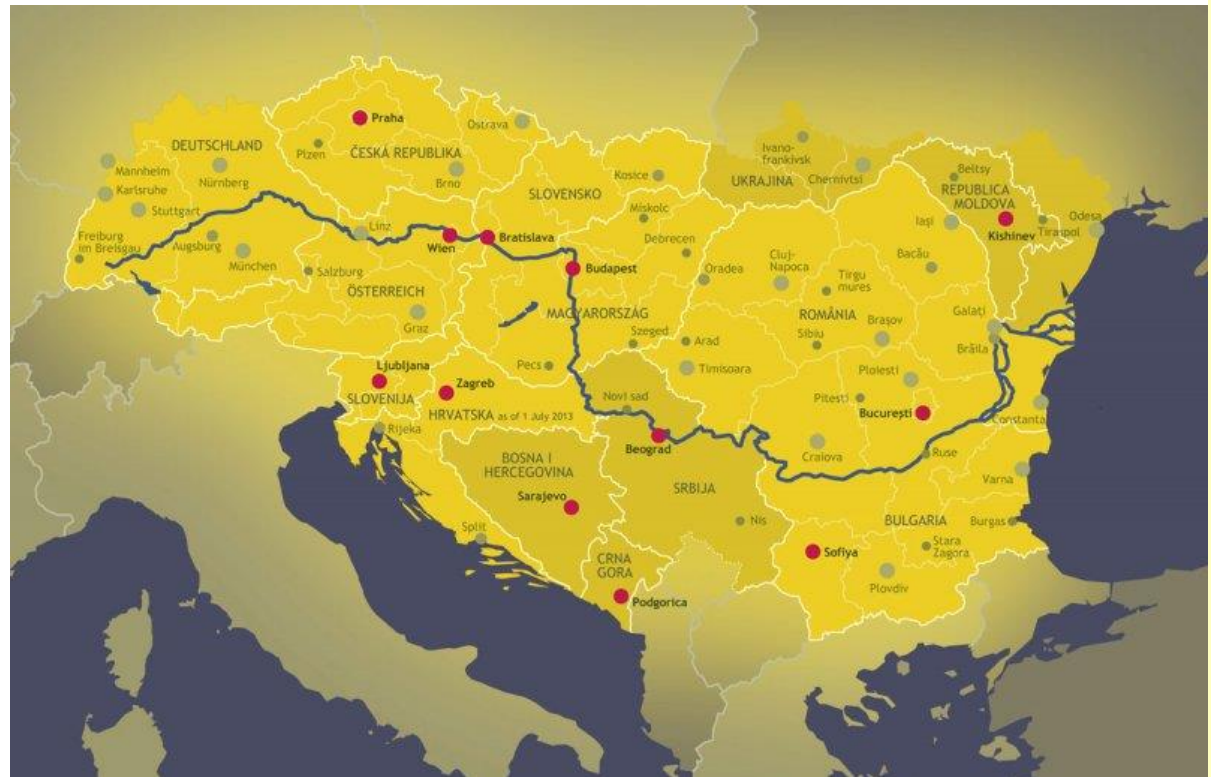 Praha
Ostrava
DEUTSCHLAND
Plzen
ČESKÁ REPUBLIKA
Mannheim
Nürnberg
Brno
Karlsruhe
Stuttgart
SLOVENSKO
Kosice
Ivano-
frankivsk
UKRAJINA
Chernivtsi
Beltsy
REPUBLICA
MOLDOVA
Miskolc
Iași
Kishinev
Odesa
Tiraspol
Freiburg
im Breisgau
Augsburg
München
Linz
Wien
Bratislava
Debrecen
Salzburg
Budapest
Oradea
Cluj-
Napoca
Tirgu
mures
Bacău
ÖSTERREICH
Graz
MAGYARORSZÁG
Szeged
Arad
ROMÂNIA
Sibiu
Brașov
Galați
Brăila
Ljubljana
SLOVENIJA
Zagreb
Pecs
Timisoara
Ploiesti
Novi sad
Pitesti
HRVATSKA as of 1 July 2013
București
Constanta
Rijeka
Beograd
Craiova
Ruse
BOSNA I
HERCEGOVINA
Sarajevo
SRBIJA
Varna
Split
Nis
BULGARIA
Burgas
Sofiya
Stara
Zagora
CRNA
GORA
Plovdiv
Podgorica